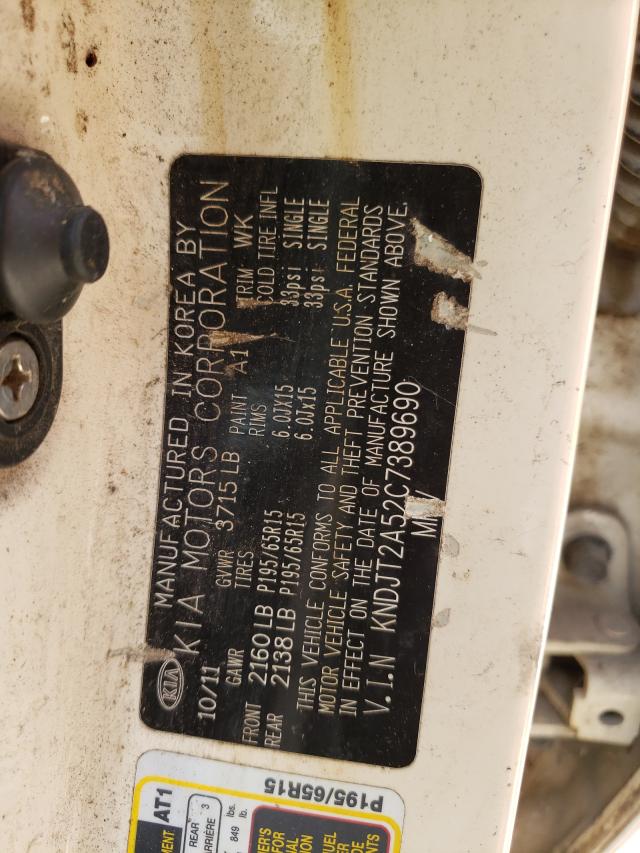 KIA
MANUFACTURED IN KOREA BY
KIA MOTORS CORPORATION
10/11 GVWR 3715 LB PAINT A1 TRIM WK
GAWR TIRES RIMS COLD TIRE INFL
FRONT 2160 LB P195/65R15 6.0Jx15 33psi SINGLE
REAR 2138 LB P195/65R15 6.0Jx15 33psi SINGLE
THIS VEHICLE CONFORMS TO ALL APPLICABLE U.S.A FEDERAL
MOTOR VEHICLE SAFETY AND THEFT PREVENTION STANDARDS
IN EFFECT ON THE DATE OF MANUFACTURE SHOWN ABOVE.
V.I.N KNDJT2A52C7389690
AT1
REAR 3
849 lbs.
P195/65R15